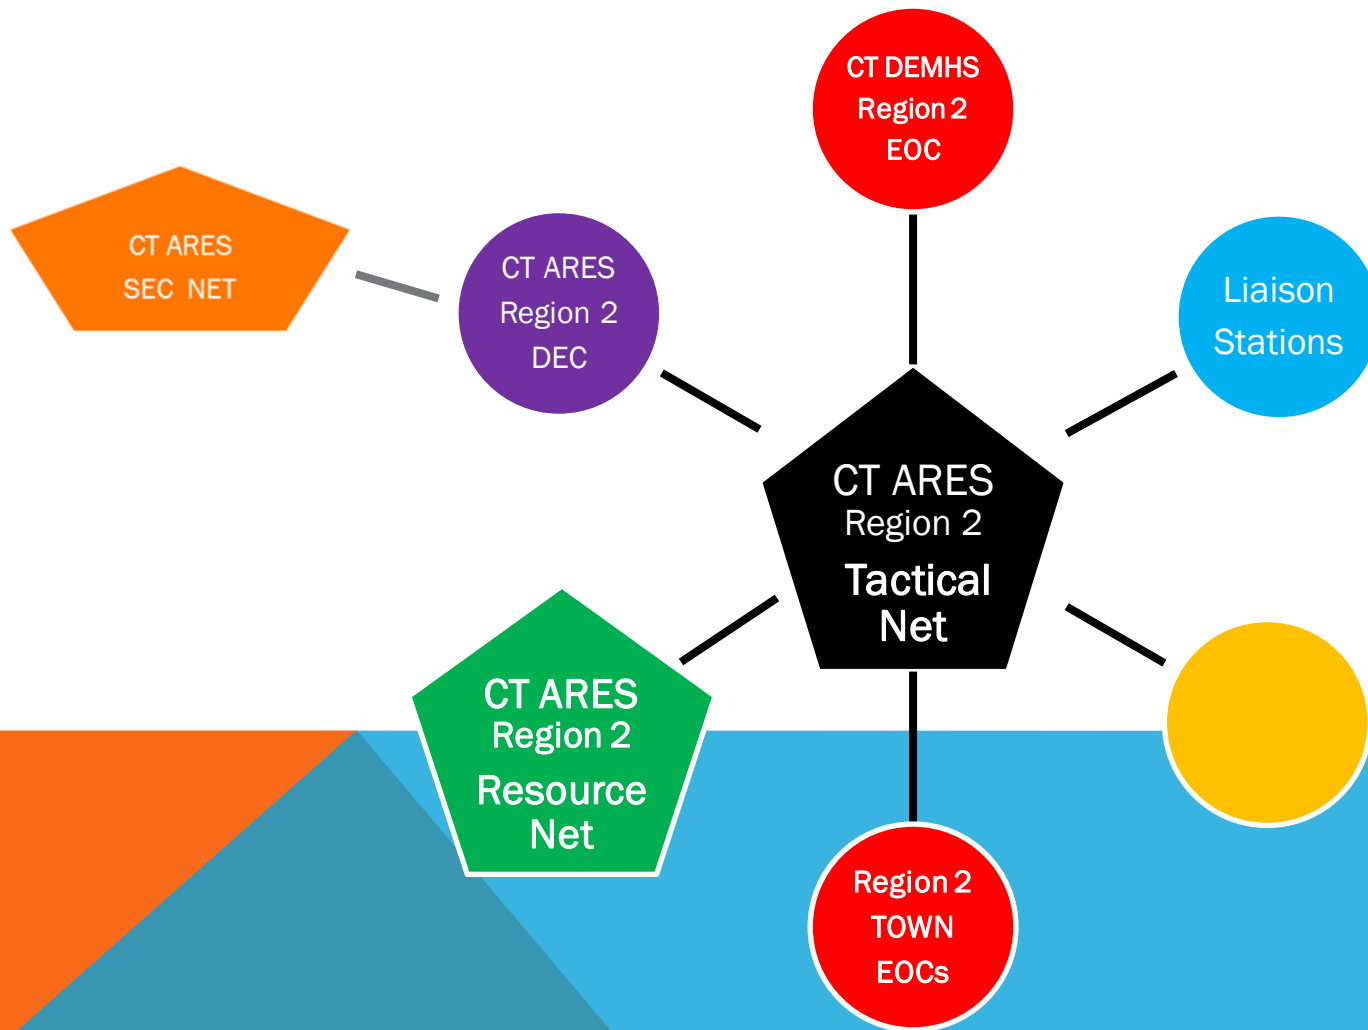 CT DEMHS
Region 2
EOC
CT ARES
SEC NET
CT ARES
Region 2
DEC
Liaison
Stations
CT ARES
Region 2
Tactical
Net
CT ARES
Region 2
Resource
Net
Region 2
TOWN
EOCs